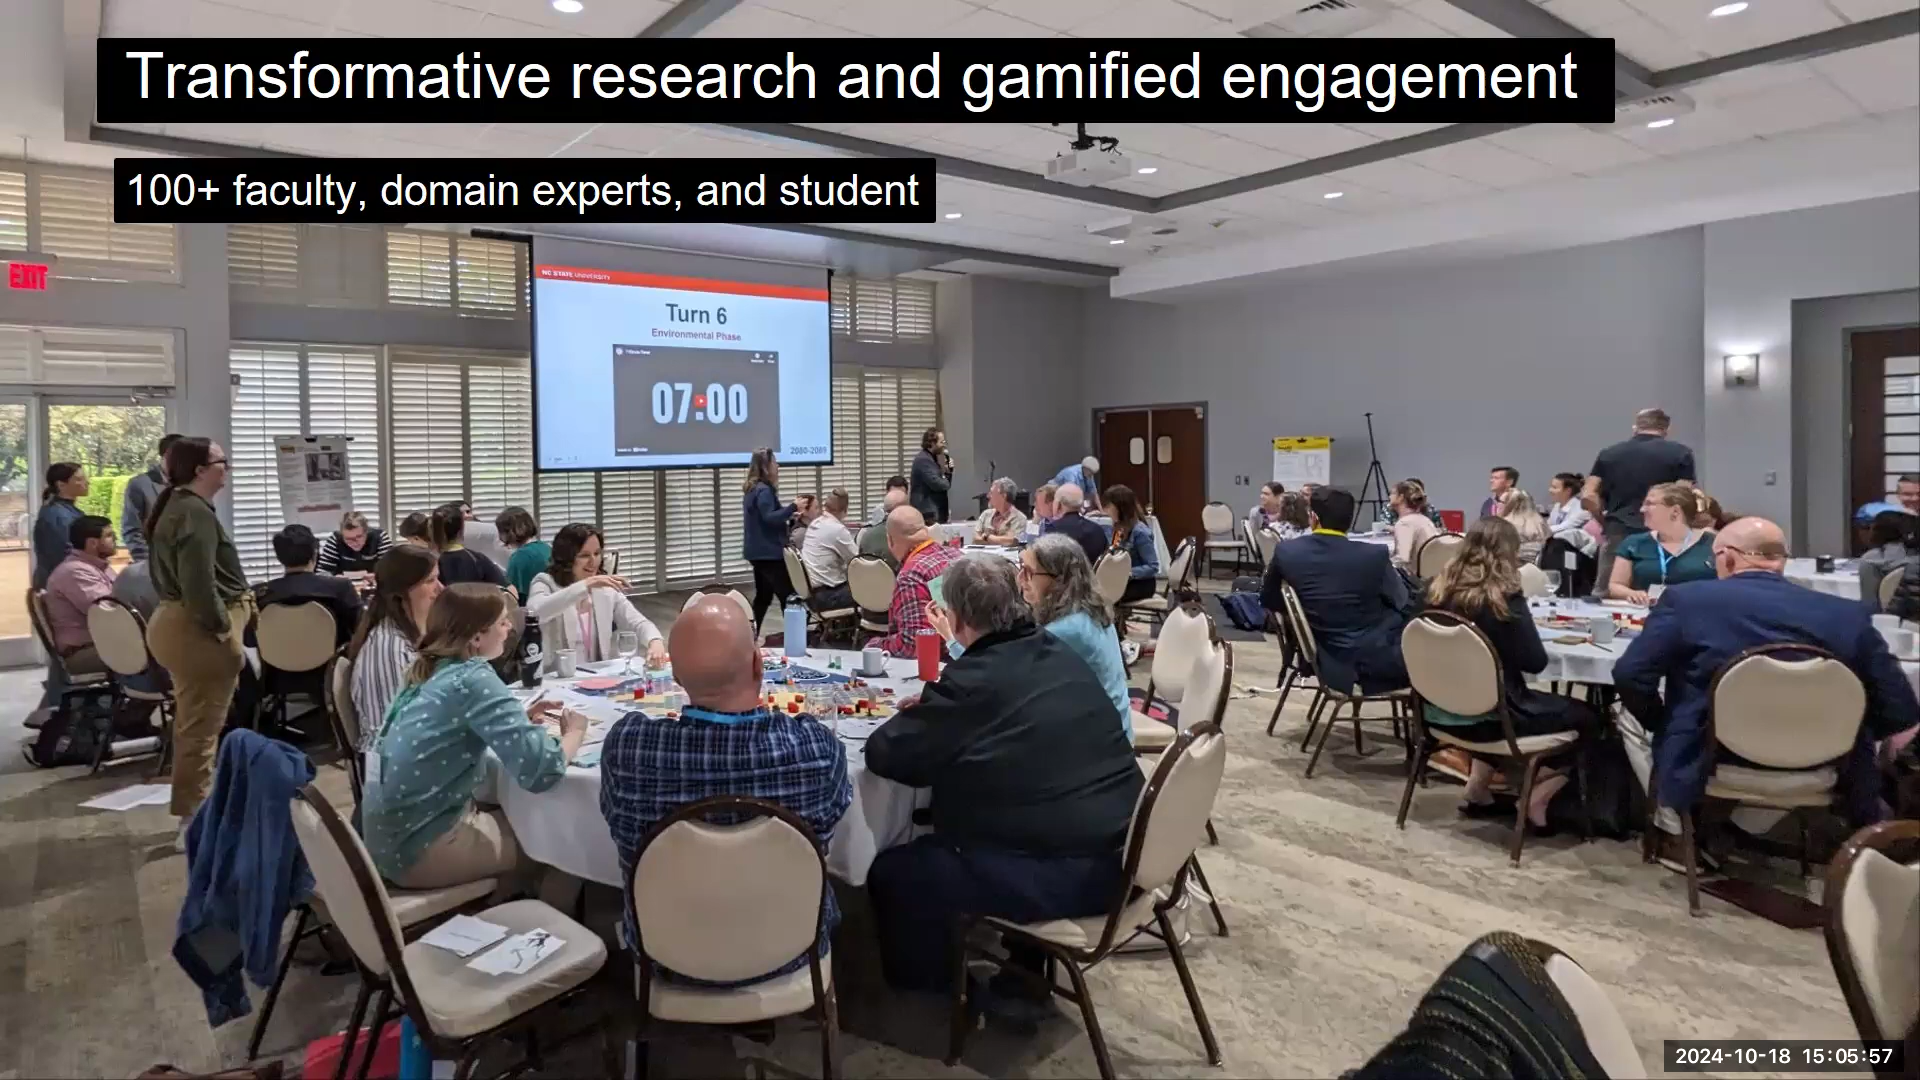 Transformative research and gamified engagement
100+ faculty, domain experts, and student
EXIT
NC STATE UNIVERSITY
Turn 6
Environmental Phase
07:00
2080-2089
2024-10-18 15:05:57